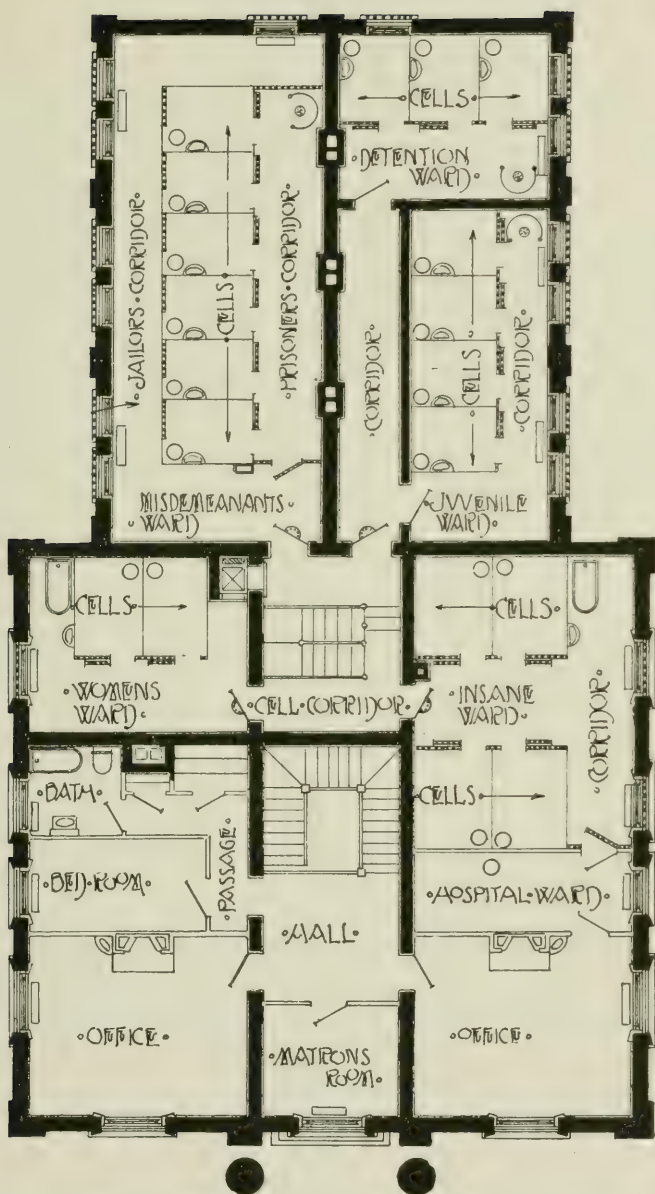 ·CELLS·
·DETENTION
WARD·
·JAILORS·CORRIDOR·
·CELLS·
·PRISONERS·CORRIDOR·
·CORRIDOR·
·CELLS·
·CORRIDOR·
·MISDEMEANANTS·
·WARD·
·JVVENILE
WARD·
·CELLS·
·CELLS·
·WOMENS
WARD·
·CELL·CORRIDOR·
·INSANE
WARD·
·CORRIDOR·
·BATH·
·CELLS·
·PASSAGE·
·BED·ROOM·
·HOSPITAL·WARD·
·HALL·
·OFFICE·
·MATRONS
ROOM·
·OFFICE·